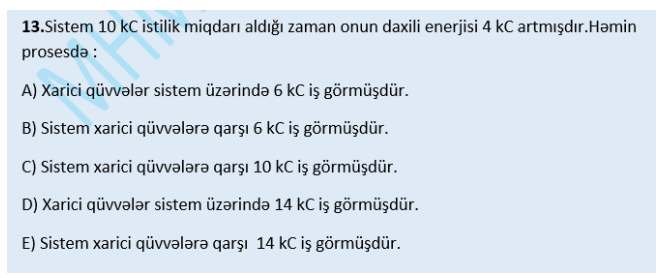 13.Sistem 10 kC istilik miqdarı aldığı zaman onun daxili enerjisi 4 kC artmışdır.Həmin
prosesdə :
A) Xarici qüvvələr sistem üzərində 6 kC iş görmüşdür.
B) Sistem xarici qüvvələrə qarşı 6 kC iş görmüşdür.
C) Sistem xarici qüvvələrə qarşı 10 kC iş görmüşdür.
D) Xarici qüvvələr sistem üzərində 14 kC iş görmüşdür.
E) Sistem xarici qüvvələrə qarşı  14 kC iş görmüşdür.